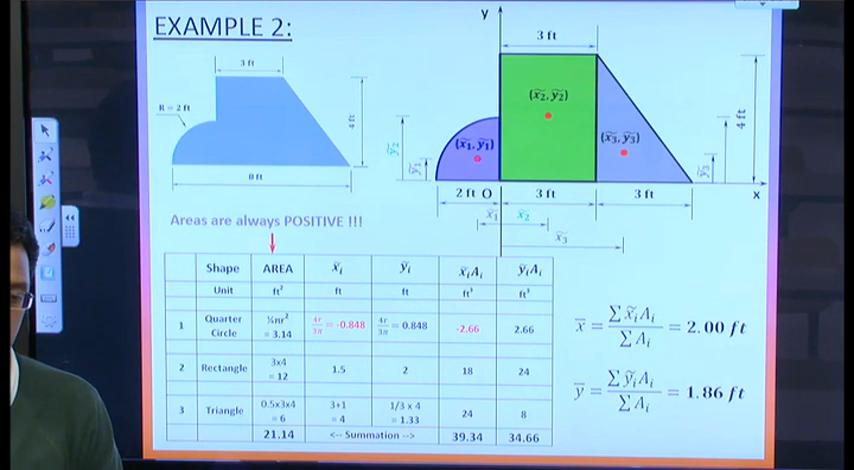 EXAMPLE 2:
3 ft
R = 2 ft
4 ft
8 ft
y
3 ft
(x̃2, ỹ2)
(x̃1, ỹ1)
(x̃3, ỹ3)
4 ft
ỹ2
ỹ1
ỹ3
2 ft O 3 ft 3 ft x
x̃1 x̃2
x̃3
Areas are always POSITIVE !!!
Shape AREA x̃i ỹi x̃iAi ỹiAi
Unit ft² ft ft ft³ ft³
1 Quarter Circle ¼πr² = 3.14 4r/3π = -0.848 4r/3π = 0.848 -2.66 2.66
2 Rectangle 3x4 = 12 1.5 2 18 24
3 Triangle 0.5x3x4 = 6 3+1 = 4 1/3 x 4 = 1.33 24 8
21.14 <-- Summation --> 39.34 34.66
x̄ = ∑ x̃i Ai / ∑ Ai = 2.00 ft
ȳ = ∑ ỹi Ai / ∑ Ai = 1.86 ft